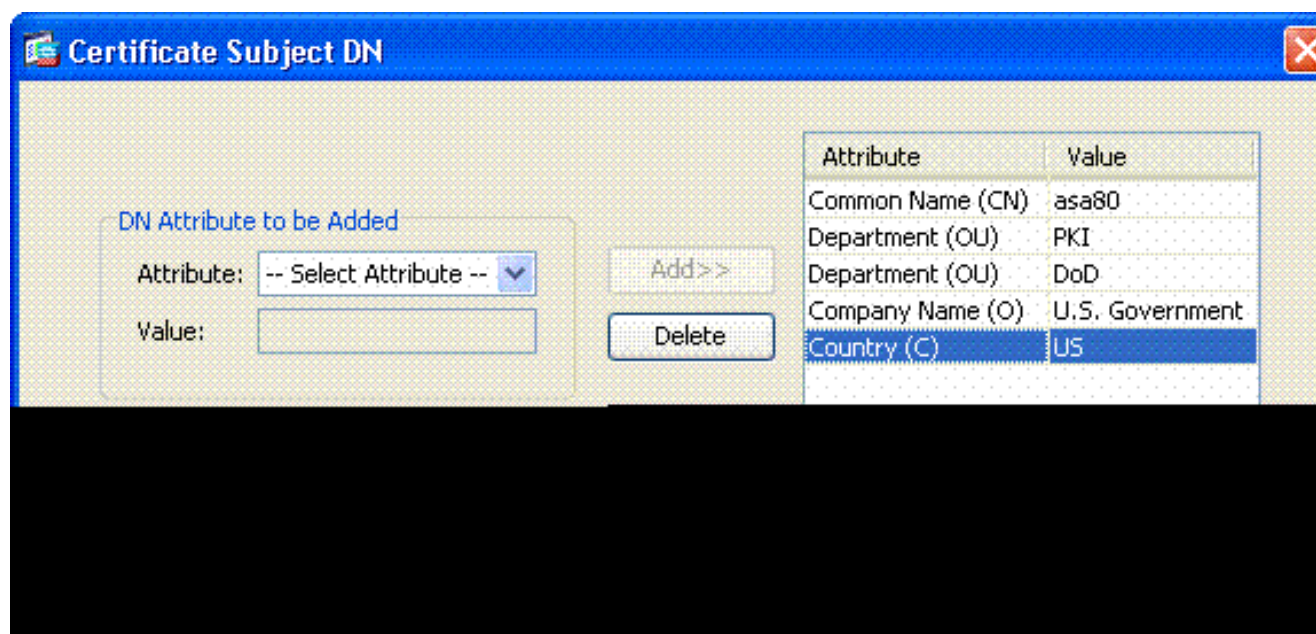 Certificate Subject DN
DN Attribute to be Added
Attribute: -- Select Attribute --
Value:
Add>>
Delete
Attribute Value
Common Name (CN) asa80
Department (OU) PKI
Department (OU) DoD
Company Name (O) U.S. Government
Country (C) US